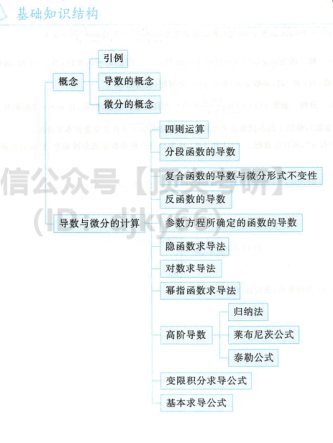 基础知识结构
引例
概念
导数的概念
微分的概念
四则运算
分段函数的导数
复合函数的导数与微分形式不变性
反函数的导数
导数与微分的计算
参数方程所确定的函数的导数
隐函数求导法
对数求导法
幂指函数求导法
归纳法
高阶导数
莱布尼茨公式
泰勒公式
变限积分求导公式
基本求导公式
信公众号【顶尖考研】